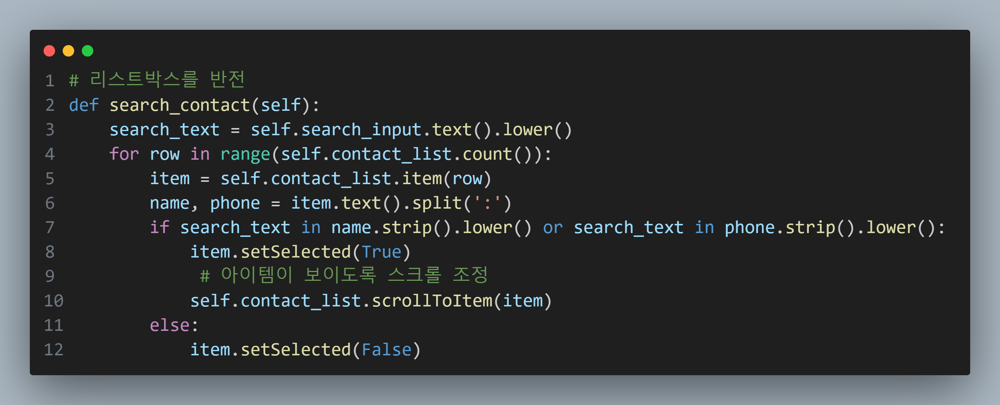 1 # 리스트박스를 반전
2 def search_contact(self):
3     search_text = self.search_input.text().lower()
4     for row in range(self.contact_list.count()):
5         item = self.contact_list.item(row)
6         name, phone = item.text().split(':')
7         if search_text in name.strip().lower() or search_text in phone.strip().lower():
8             item.setSelected(True)
9              # 아이템이 보이도록 스크롤 조정
10             self.contact_list.scrollToItem(item)
11         else:
12             item.setSelected(False)